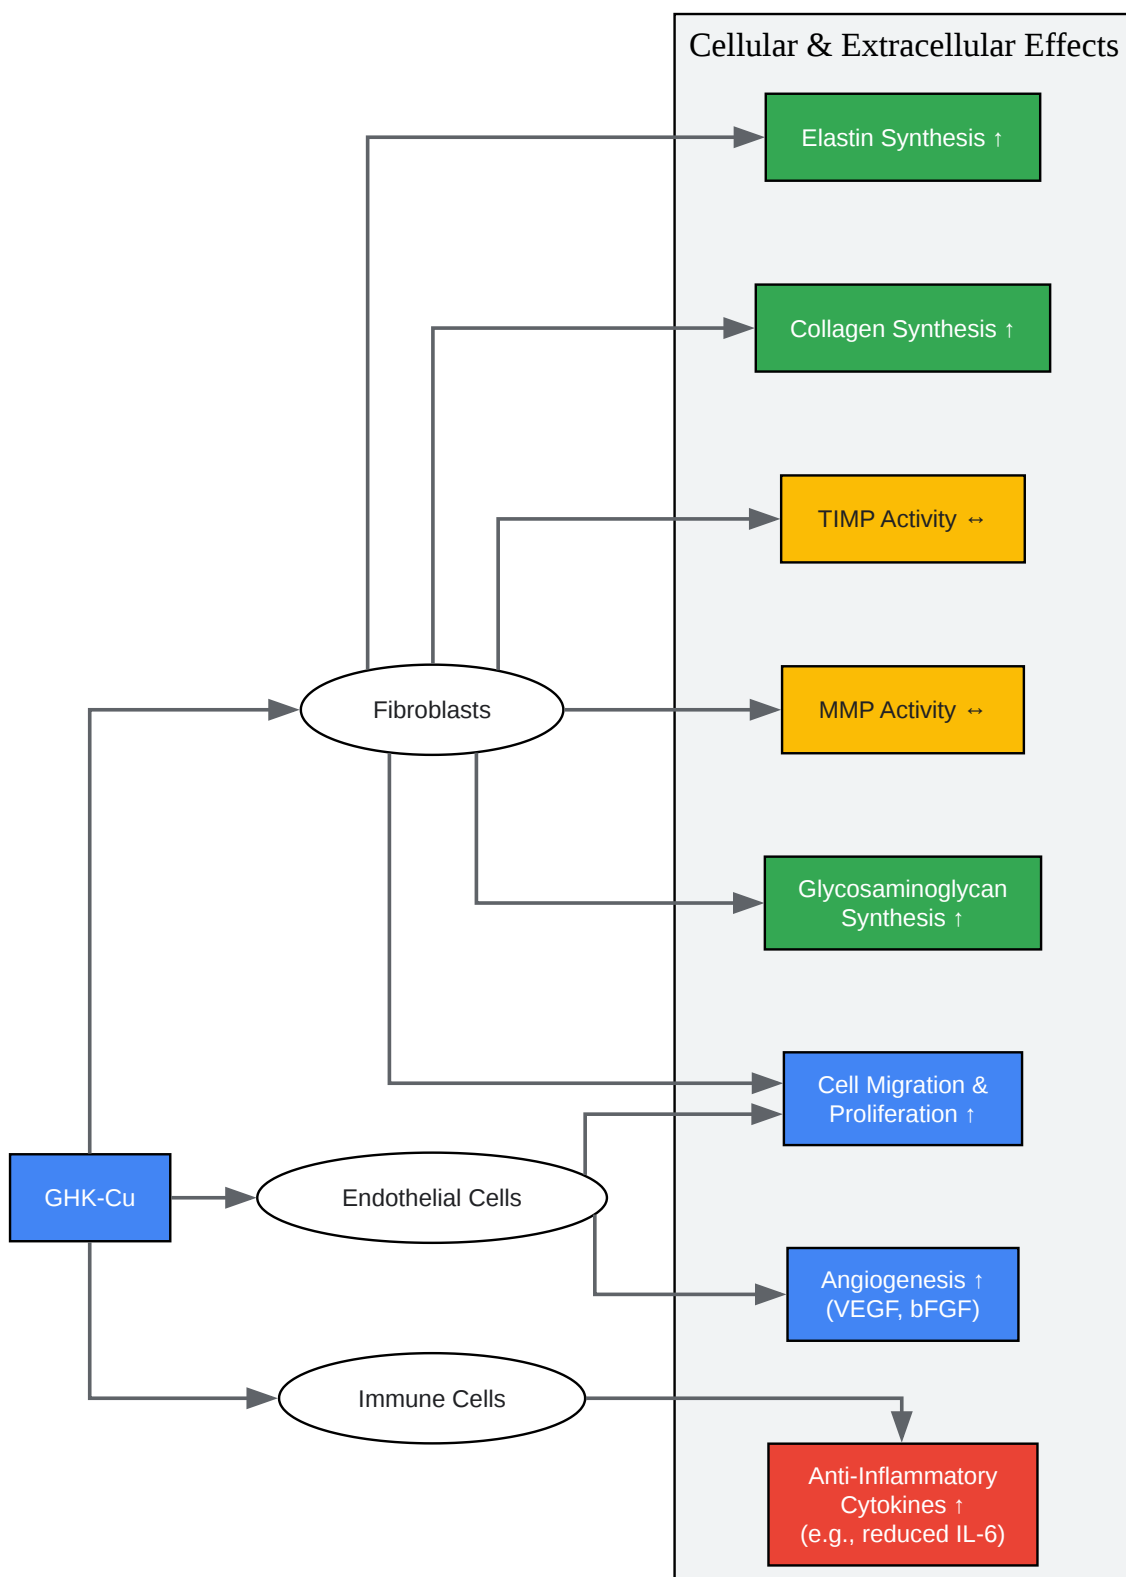 Cellular & Extracellular Effects
Elastin Synthesis ↑
Collagen Synthesis ↑
TIMP Activity ↔
Fibroblasts
MMP Activity ↔
Glycosaminoglycan
Synthesis ↑
Cell Migration &
Proliferation ↑
GHK-Cu
Endothelial Cells
Angiogenesis ↑
(VEGF, bFGF)
Immune Cells
Anti-Inflammatory
Cytokines ↑
(e.g., reduced IL-6)